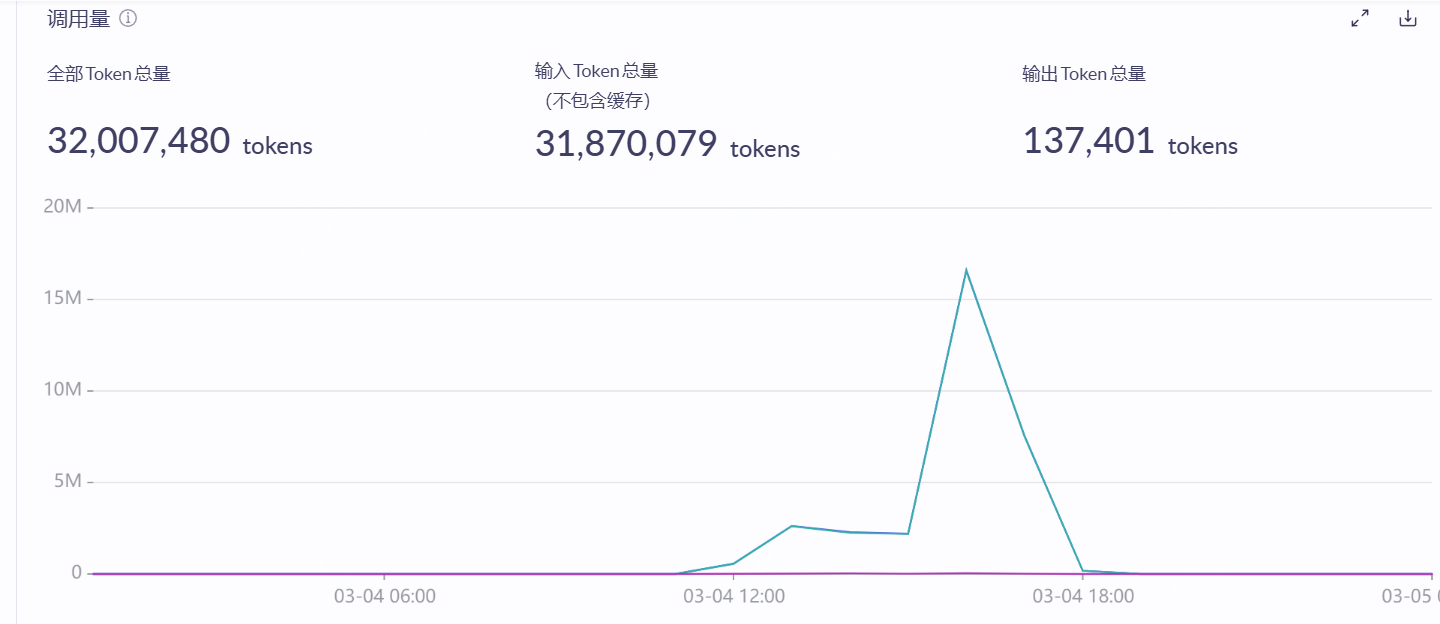 调用量
全部Token总量
32,007,480 tokens
输入Token总量
（不包含缓存）
31,870,079 tokens
输出Token总量
137,401 tokens
20M
15M
10M
5M
0
03-04 06:00
03-04 12:00
03-04 18:00
03-05